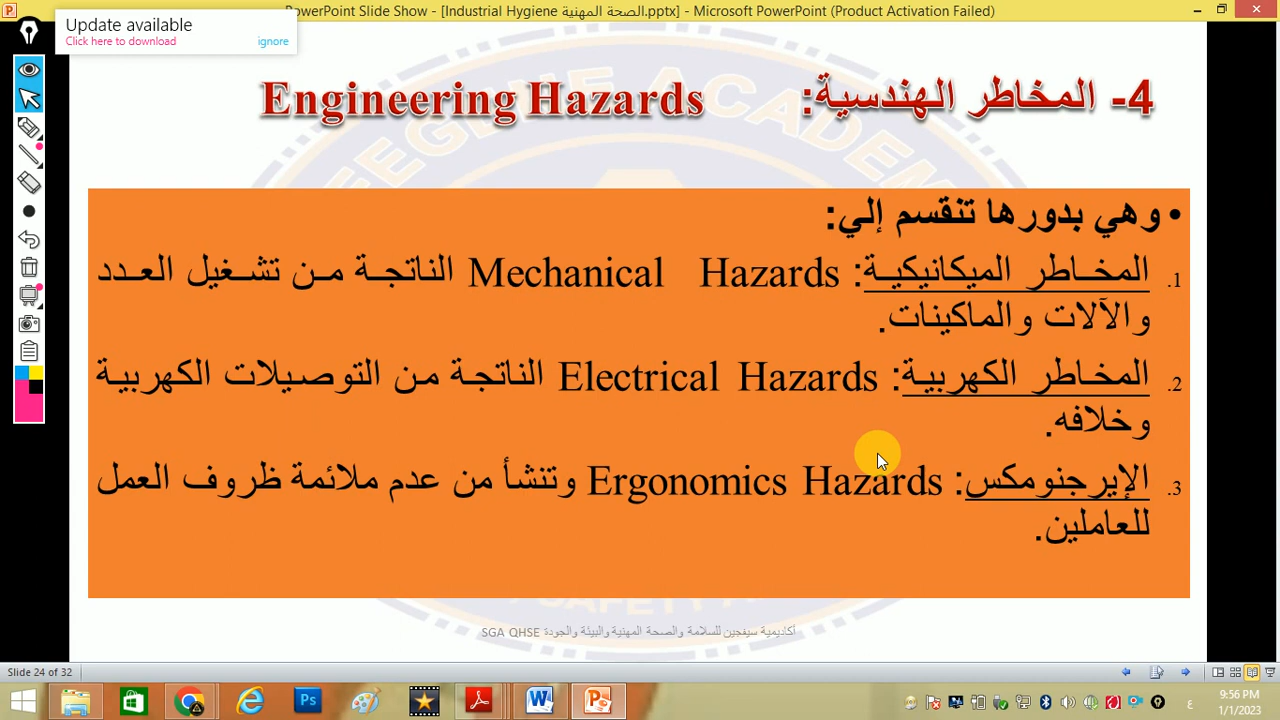 PowerPoint Slide Show - [Industrial Hygiene الصحة المهنية.pptx] - Microsoft PowerPoint (Product Activation Failed)
Update available
Click here to download ignore
4- المخاطر الهندسية: Engineering Hazards
• وهي بدورها تنقسم إلي:
1. المخاطر الميكانيكية: Mechanical Hazards الناتجة من تشغيل العدد
والآلات والماكينات.
2. المخاطر الكهربية: Electrical Hazards الناتجة من التوصيلات الكهربية
وخلافه.
3. الإيرجنومكس: Ergonomics Hazards وتنشأ من عدم ملائمة ظروف العمل
للعاملين.
أكاديمية سيفجين للسلامة والصحة المهنية والبيئة والجودة SGA QHSE
Slide 24 of 32
9:56 PM
1/1/2023
ع